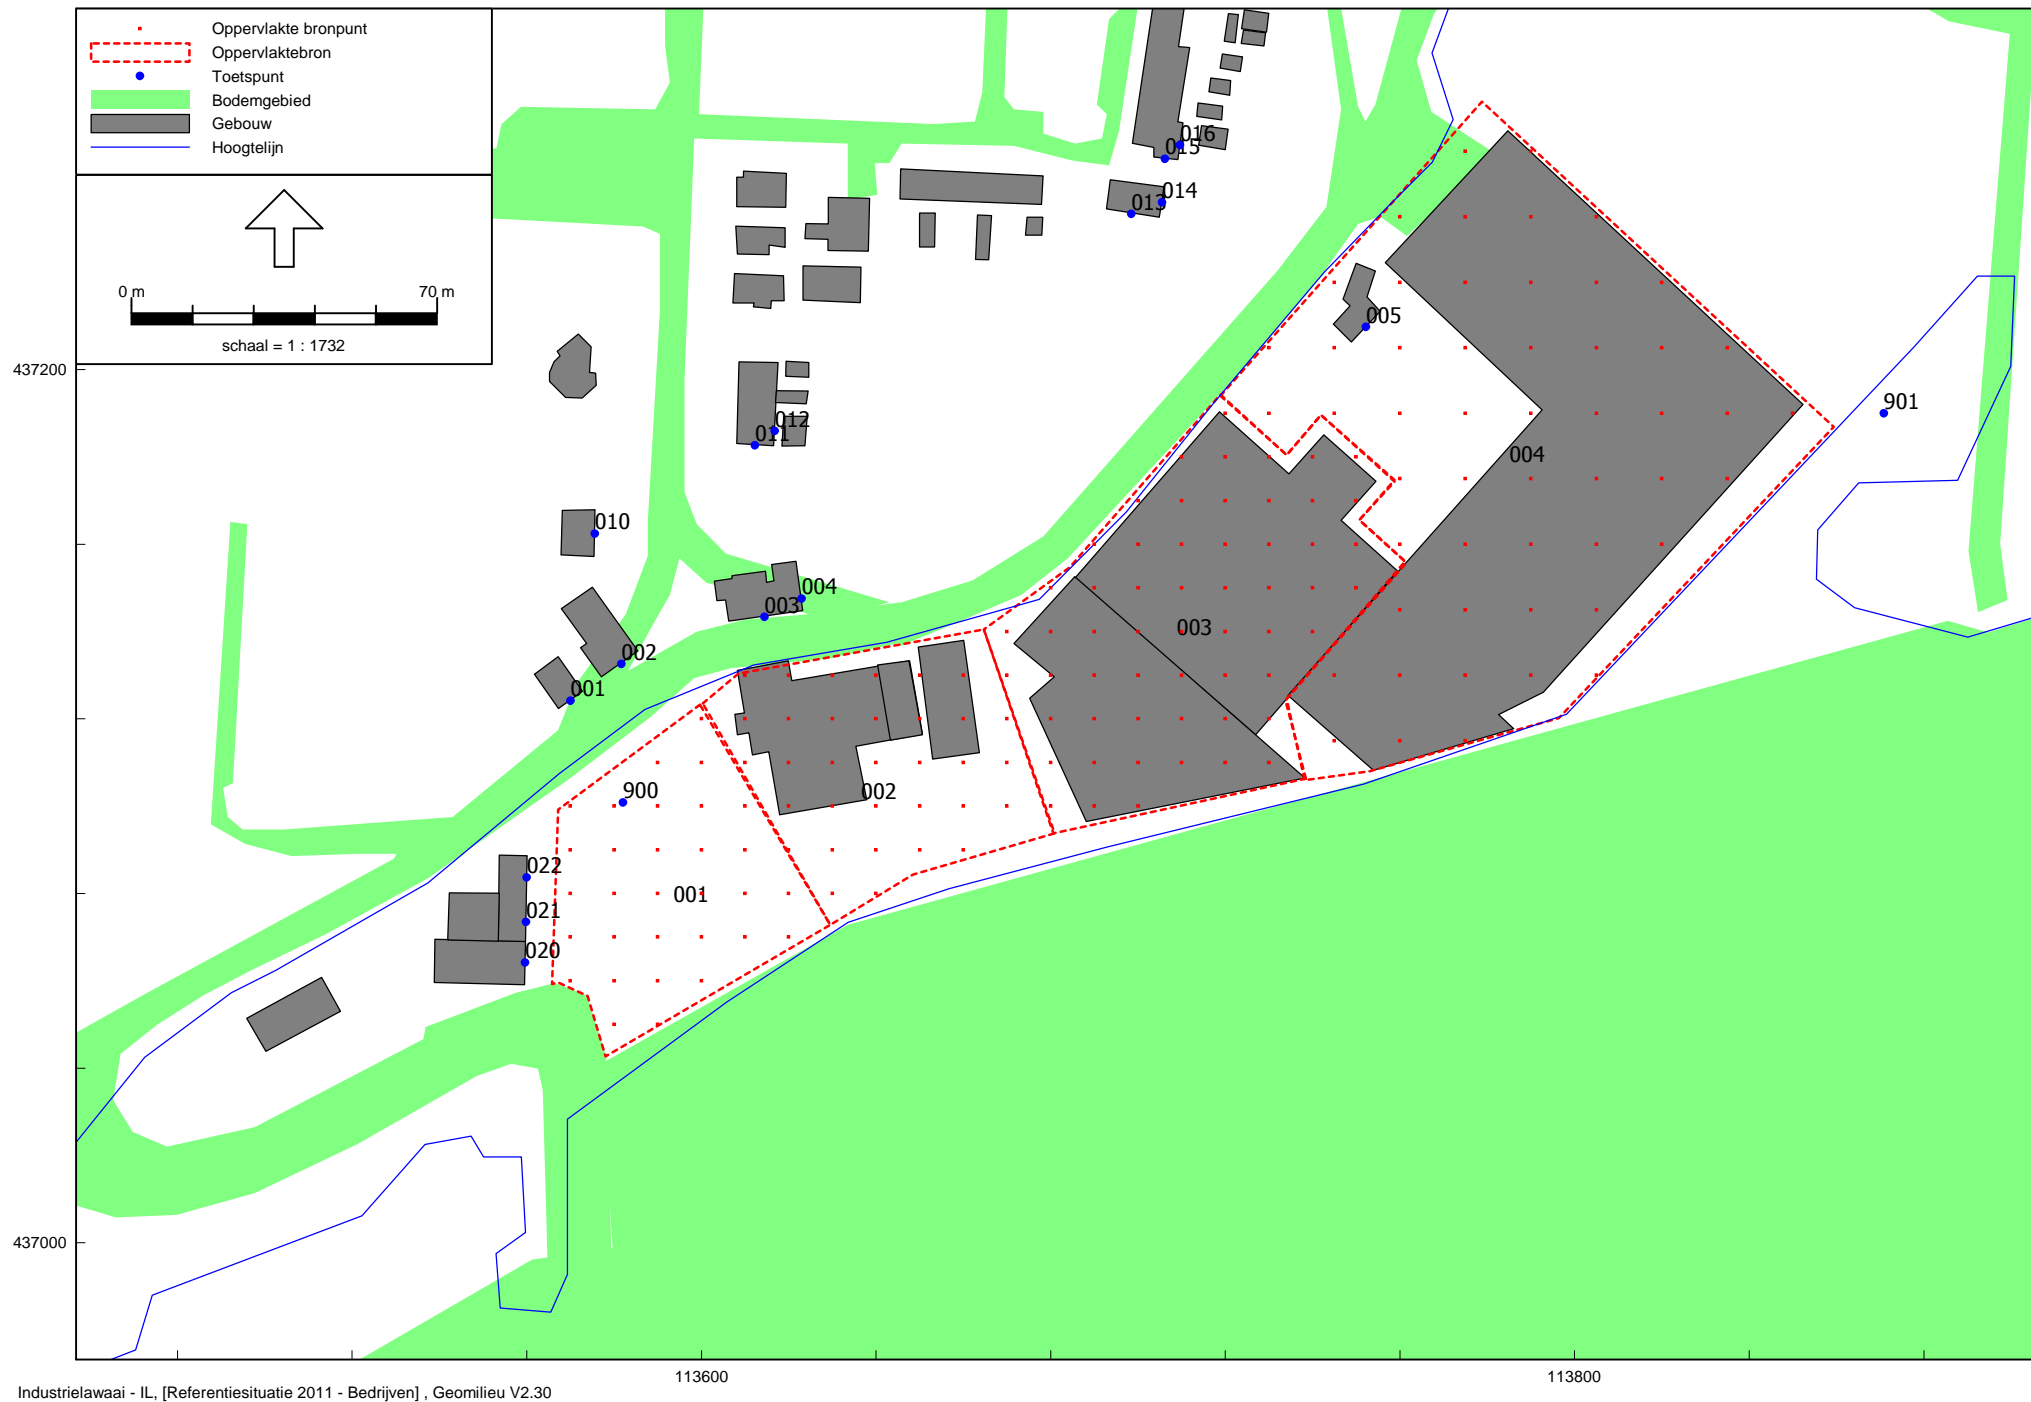 Oppervlakte bronpunt
Oppervlaktebron
Toetspunt
Bodemgebied
Gebouw
Hoogtelijn
0 m
70 m
schaal = 1 : 1732
016
015
014
013
005
437200
901
012
011
004
010
004
003
003
002
001
900
002
022
001
021
020
437000
113600
113800
Industrielawaai - IL, [Referentiesituatie 2011 - Bedrijven] , Geomilieu V2.30